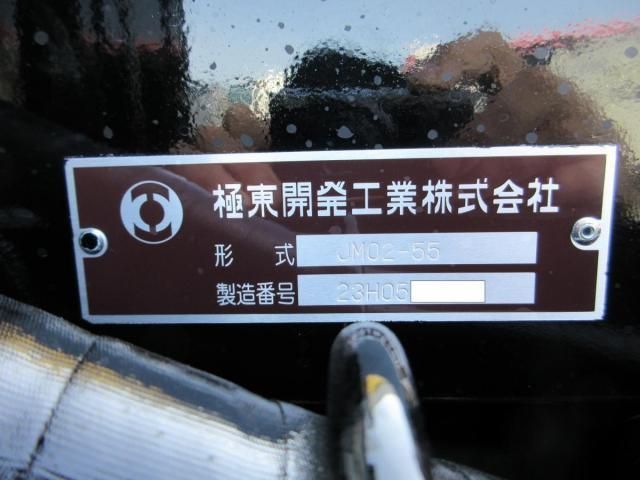 極東開発工業株式会社
形 式 JM02-55
製造番号 23H05